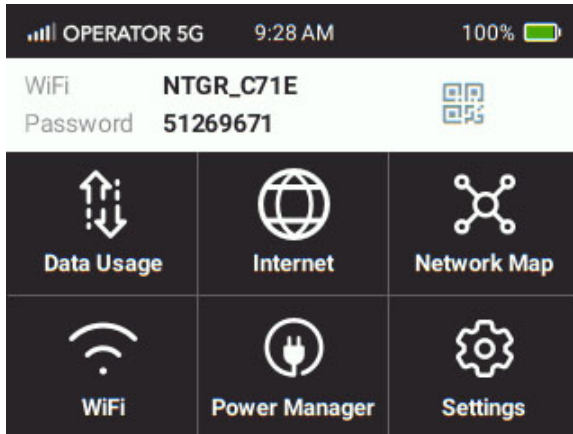 OPERATOR 5G 9:28 AM 100%
WiFi NTGR_C71E
Password 51269671
Data Usage Internet Network Map
WiFi Power Manager Settings